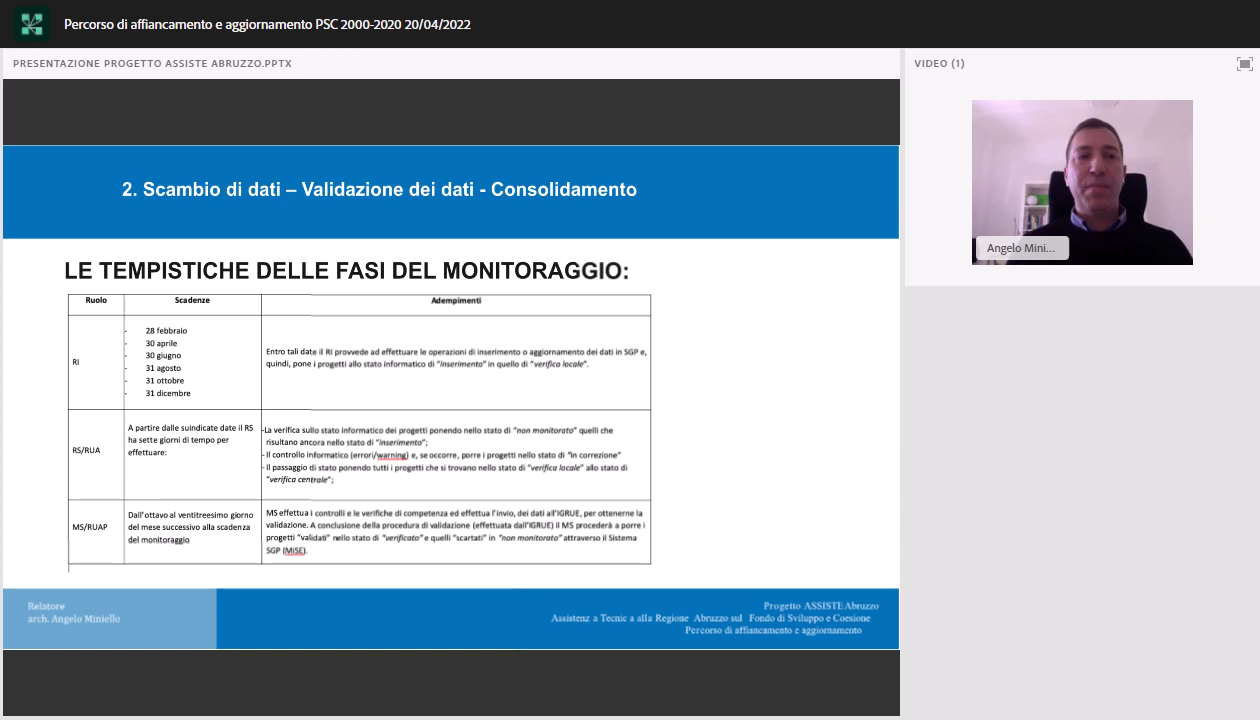 Percorso di affiancamento e aggiornamento PSC 2000-2020 20/04/2022
PRESENTAZIONE PROGETTO ASSISTE ABRUZZO.PPTX
VIDEO (1)
2. Scambio di dati – Validazione dei dati - Consolidamento
LE TEMPISTICHE DELLE FASI DEL MONITORAGGIO:
Ruolo Scadenze Adempimenti
RI
- 28 febbraio
- 30 aprile
- 30 giugno
- 31 agosto
- 31 ottobre
- 31 dicembre
Entro tali date il RI provvede ad effettuare le operazioni di inserimento o aggiornamento dei dati in SGP e,
quindi, pone i progetti allo stato informatico di “inserimento” in quello di “verifica locale”.
RS/RUA
A partire dalle suindicate date il RS
ha sette giorni di tempo per
effettuare:
-La verifica sullo stato informatico dei progetti ponendo nello stato di “non monitorato” quelli che
risultano ancora nello stato di “inserimento”;
- Il controllo informatico (errori/warning) e, se occorre, porre i progetti nello stato di “in correzione”
- Il passaggio di stato ponendo tutti i progetti che si trovano nello stato di “verifica locale” allo stato di
“verifica centrale”;
MS/RUAP
Dall’ottavo al ventitreesimo giorno
del mese successivo alla scadenza
del monitoraggio
MS effettua i controlli e le verifiche di competenza ed effettua l’invio, dei dati all’IGRUE, per ottenerne la
validazione. A conclusione della procedura di validazione (effettuata dall’IGRUE) il MS procederà a porre i
progetti “validati” nello stato di “verificato” e quelli “scartati” in “non monitorato” attraverso il Sistema
SGP (MiSE).
Relatore
arch. Angelo Miniello
Progetto ASSISTE Abruzzo
Assistenz a Tecnic a alla Regione Abruzzo sul Fondo di Sviluppo e Coesione
Percorso di affiancamento e aggiornamento
Angelo Mini...